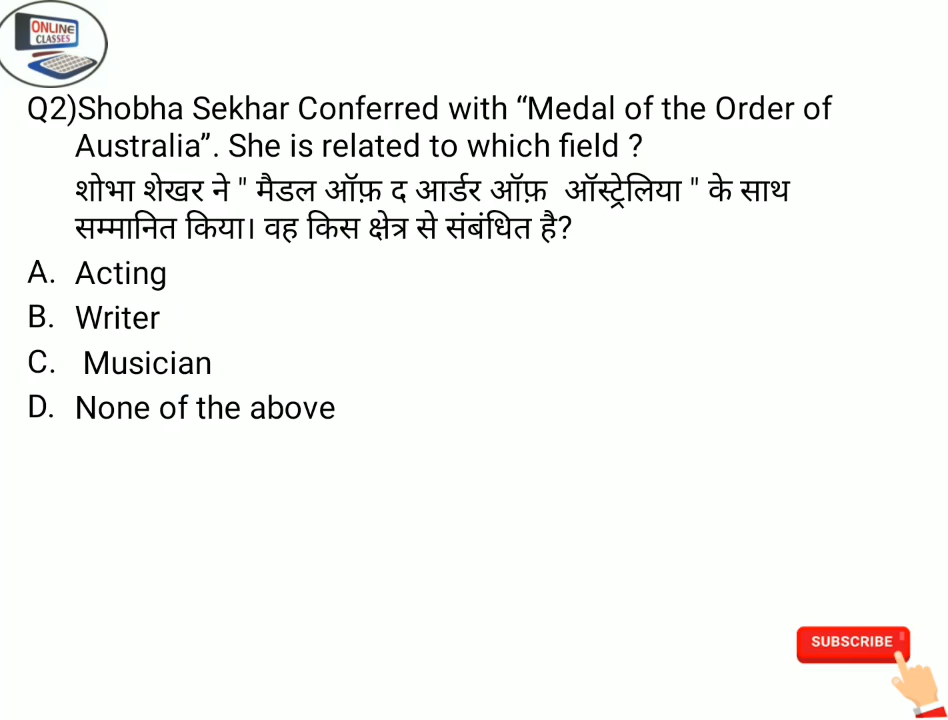 ONLINE
CLASSES
Q2)Shobha Sekhar Conferred with “Medal of the Order of
Australia”. She is related to which field ?
शोभा शेखर ने " मैडल ऑफ़ द आर्डर ऑफ़ ऑस्ट्रेलिया " के साथ
सम्मानित किया। वह किस क्षेत्र से संबंधित है?
A. Acting
B. Writer
C. Musician
D. None of the above
SUBSCRIBE